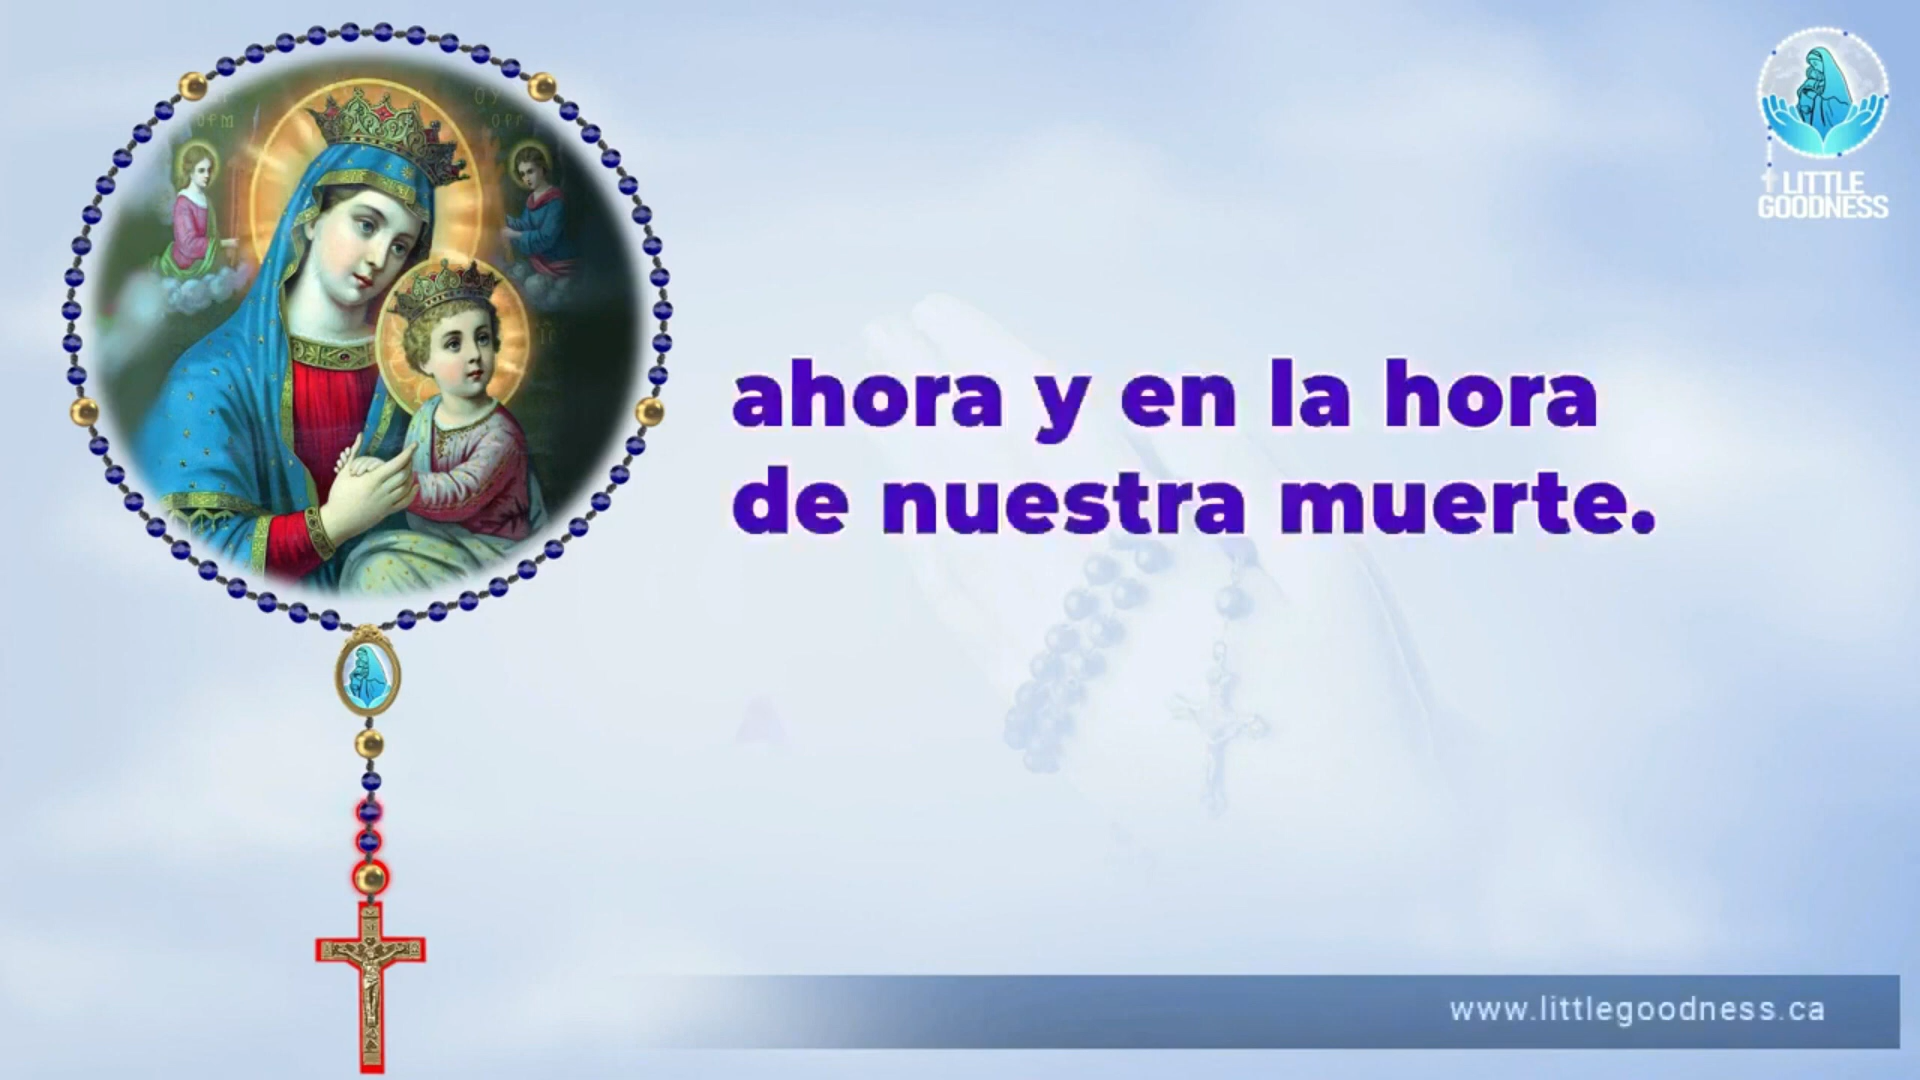 LITTLE
GOODNESS
ahora y en la hora
de nuestra muerte.
www.littlegoodness.ca